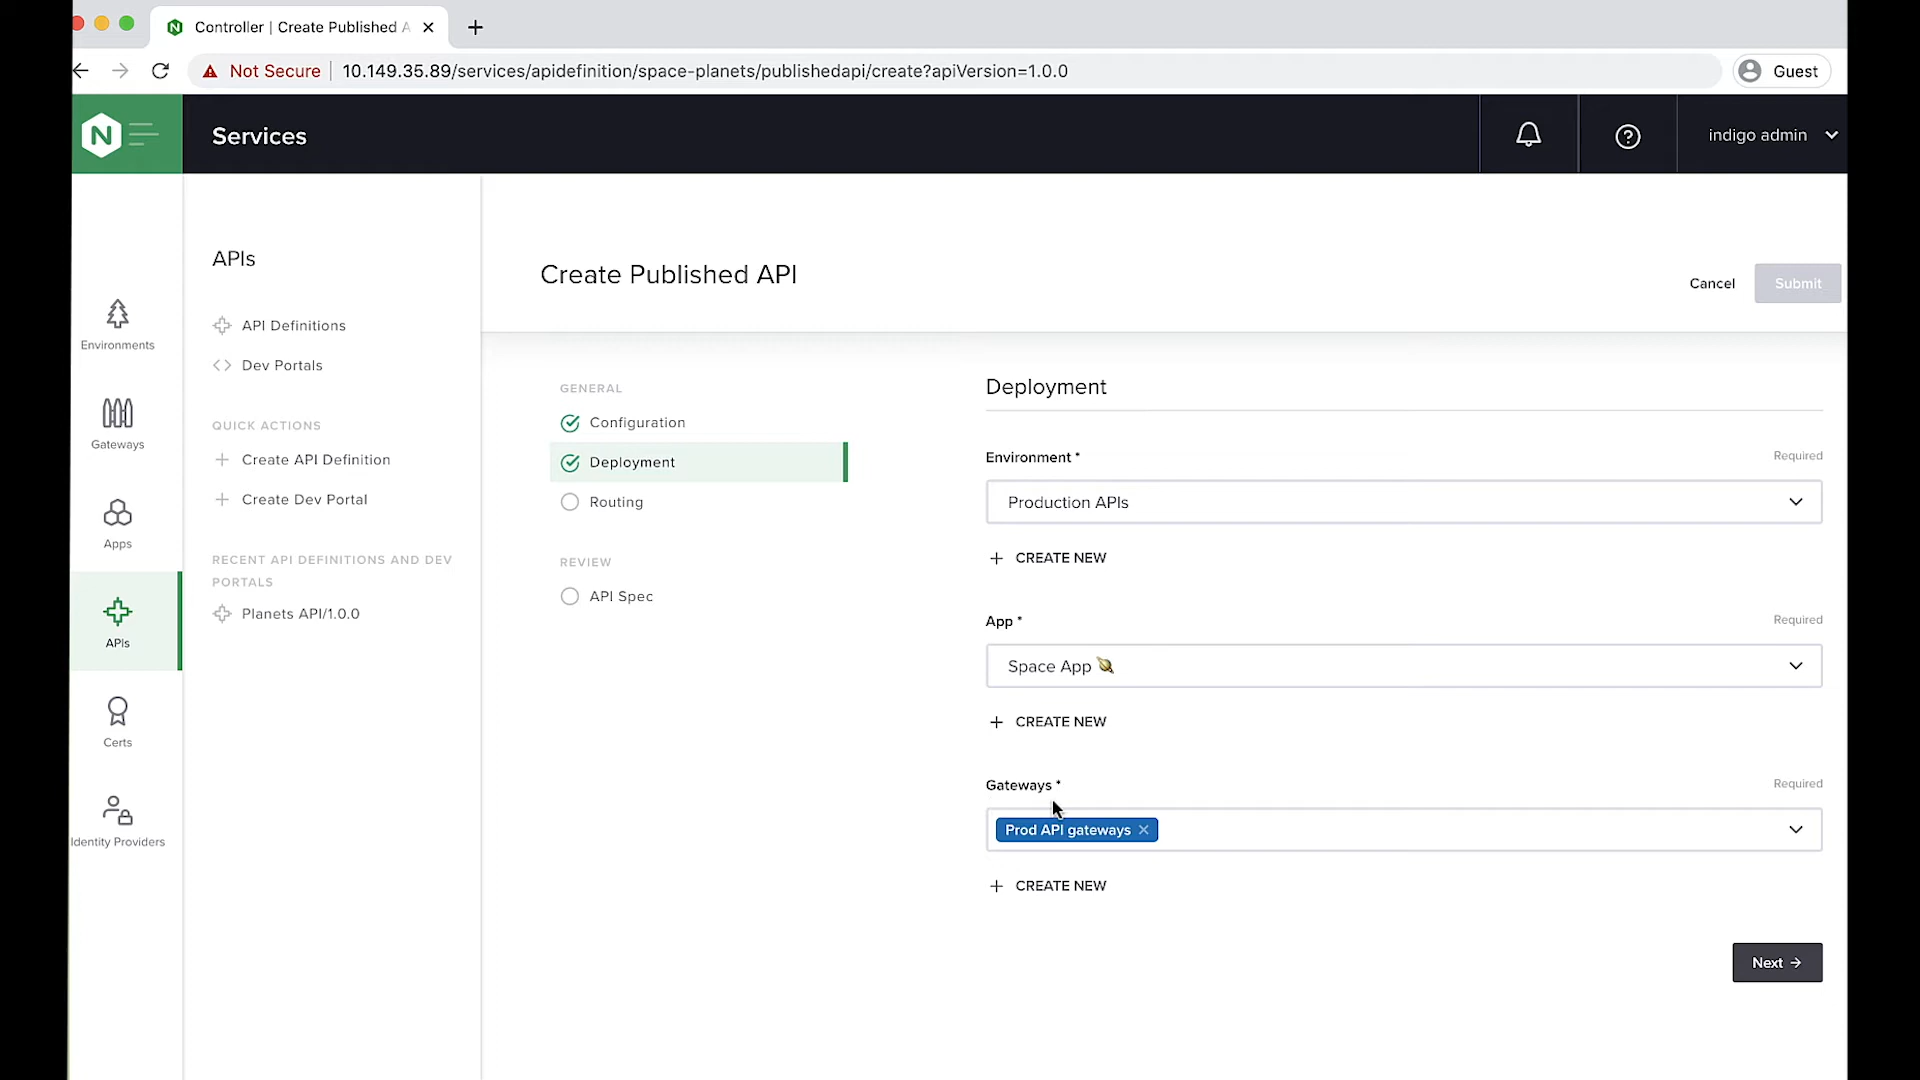 Controller | Create Published A
Not Secure
10.149.35.89/services/apidefinition/space-planets/publishedapi/create?apiVersion=1.0.0
Guest
N
Services
indigo admin
Environments
Gateways
Apps
APIs
Certs
Identity Providers
APIs
API Definitions
Dev Portals
QUICK ACTIONS
Create API Definition
Create Dev Portal
RECENT API DEFINITIONS AND DEV
PORTALS
Planets API/1.0.0
Create Published API
Cancel
Submit
GENERAL
Configuration
Deployment
Routing
REVIEW
API Spec
Deployment
Environment * Required
Production APIs
+ CREATE NEW
App * Required
Space App 🪐
+ CREATE NEW
Gateways * Required
Prod API gateways ×
+ CREATE NEW
Next →